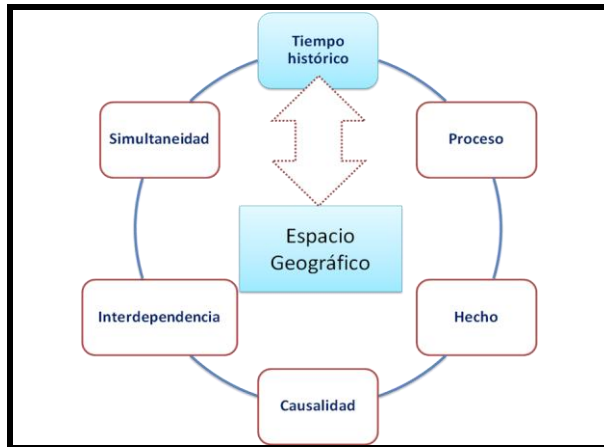 Tiempo
histórico
Simultaneidad
Proceso
Espacio
Geográfico
Interdependencia
Hecho
Causalidad